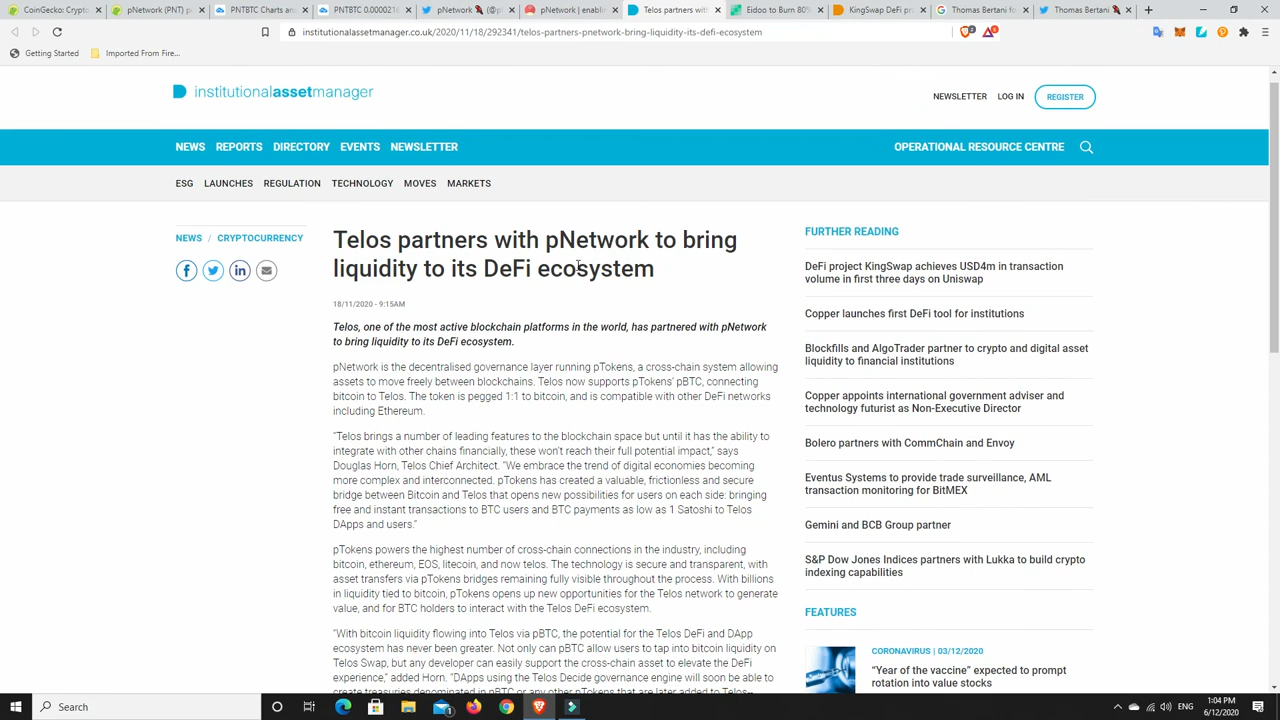 CoinGecko: Crypto
pNetwork (PNT) p
PNTBTC Charts an
PNTBTC 0.0000216
pNetwork
pNetwork | enablin
Telos partners with
Eidoo to Burn 80%
KingSwap DeFi pr
Thomas Bertani fo
Thomas Bertani
institutionalassetmanager.co.uk/2020/11/18/292341/telos-partners-pnetwork-bring-liquidity-its-defi-ecosystem
Getting Started
Imported From Fire...
institutionalassetmanager
NEWSLETTER LOG IN REGISTER
NEWS REPORTS DIRECTORY EVENTS NEWSLETTER
OPERATIONAL RESOURCE CENTRE
ESG LAUNCHES REGULATION TECHNOLOGY MOVES MARKETS
NEWS / CRYPTOCURRENCY
Telos partners with pNetwork to bring
liquidity to its DeFi ecosystem
18/11/2020 - 9:15AM
Telos, one of the most active blockchain platforms in the world, has partnered with pNetwork
to bring liquidity to its DeFi ecosystem.
pNetwork is the decentralised governance layer running pTokens, a cross-chain system allowing
assets to move freely between blockchains. Telos now supports pTokens' pBTC, connecting
bitcoin to Telos. The token is pegged 1:1 to bitcoin, and is compatible with other DeFi networks
including Ethereum.
“Telos brings a number of leading features to the blockchain space but until it has the ability to
integrate with other chains financially, these won't reach their full potential impact,” says
Douglas Horn, Telos Chief Architect. “We embrace the trend of digital economies becoming
more complex and interconnected. pTokens has created a valuable, frictionless and secure
bridge between Bitcoin and Telos that opens new possibilities for users on each side: bringing
free and instant transactions to BTC users and BTC payments as low as 1 Satoshi to Telos
DApps and users.”
pTokens powers the highest number of cross-chain connections in the industry, including
bitcoin, ethereum, EOS, litecoin, and now telos. The technology is secure and transparent, with
asset transfers via pTokens bridges remaining fully visible throughout the process. With billions
in liquidity tied to bitcoin, pTokens opens up new opportunities for the Telos network to generate
value, and for BTC holders to interact with the Telos DeFi ecosystem.
“With bitcoin liquidity flowing into Telos via pBTC, the potential for the Telos DeFi and DApp
ecosystem has never been greater. Not only can pBTC allow users to tap into bitcoin liquidity on
Telos Swap, but any developer can easily support the cross-chain asset to elevate the DeFi
experience,” added Horn. “DApps using the Telos Decide governance engine will soon be able to
create treasuries denominated in pBTC or any other pTokens that are later added to Telos--
FURTHER READING
DeFi project KingSwap achieves USD4m in transaction
volume in first three days on Uniswap
Copper launches first DeFi tool for institutions
Blockfills and AlgoTrader partner to crypto and digital asset
liquidity to financial institutions
Copper appoints international government adviser and
technology futurist as Non-Executive Director
Bolero partners with CommChain and Envoy
Eventus Systems to provide trade surveillance, AML
transaction monitoring for BitMEX
Gemini and BCB Group partner
S&P Dow Jones Indices partners with Lukka to build crypto
indexing capabilities
FEATURES
CORONAVIRUS | 03/12/2020
“Year of the vaccine” expected to prompt
rotation into value stocks
Search
ENG
1:04 PM
6/12/2020